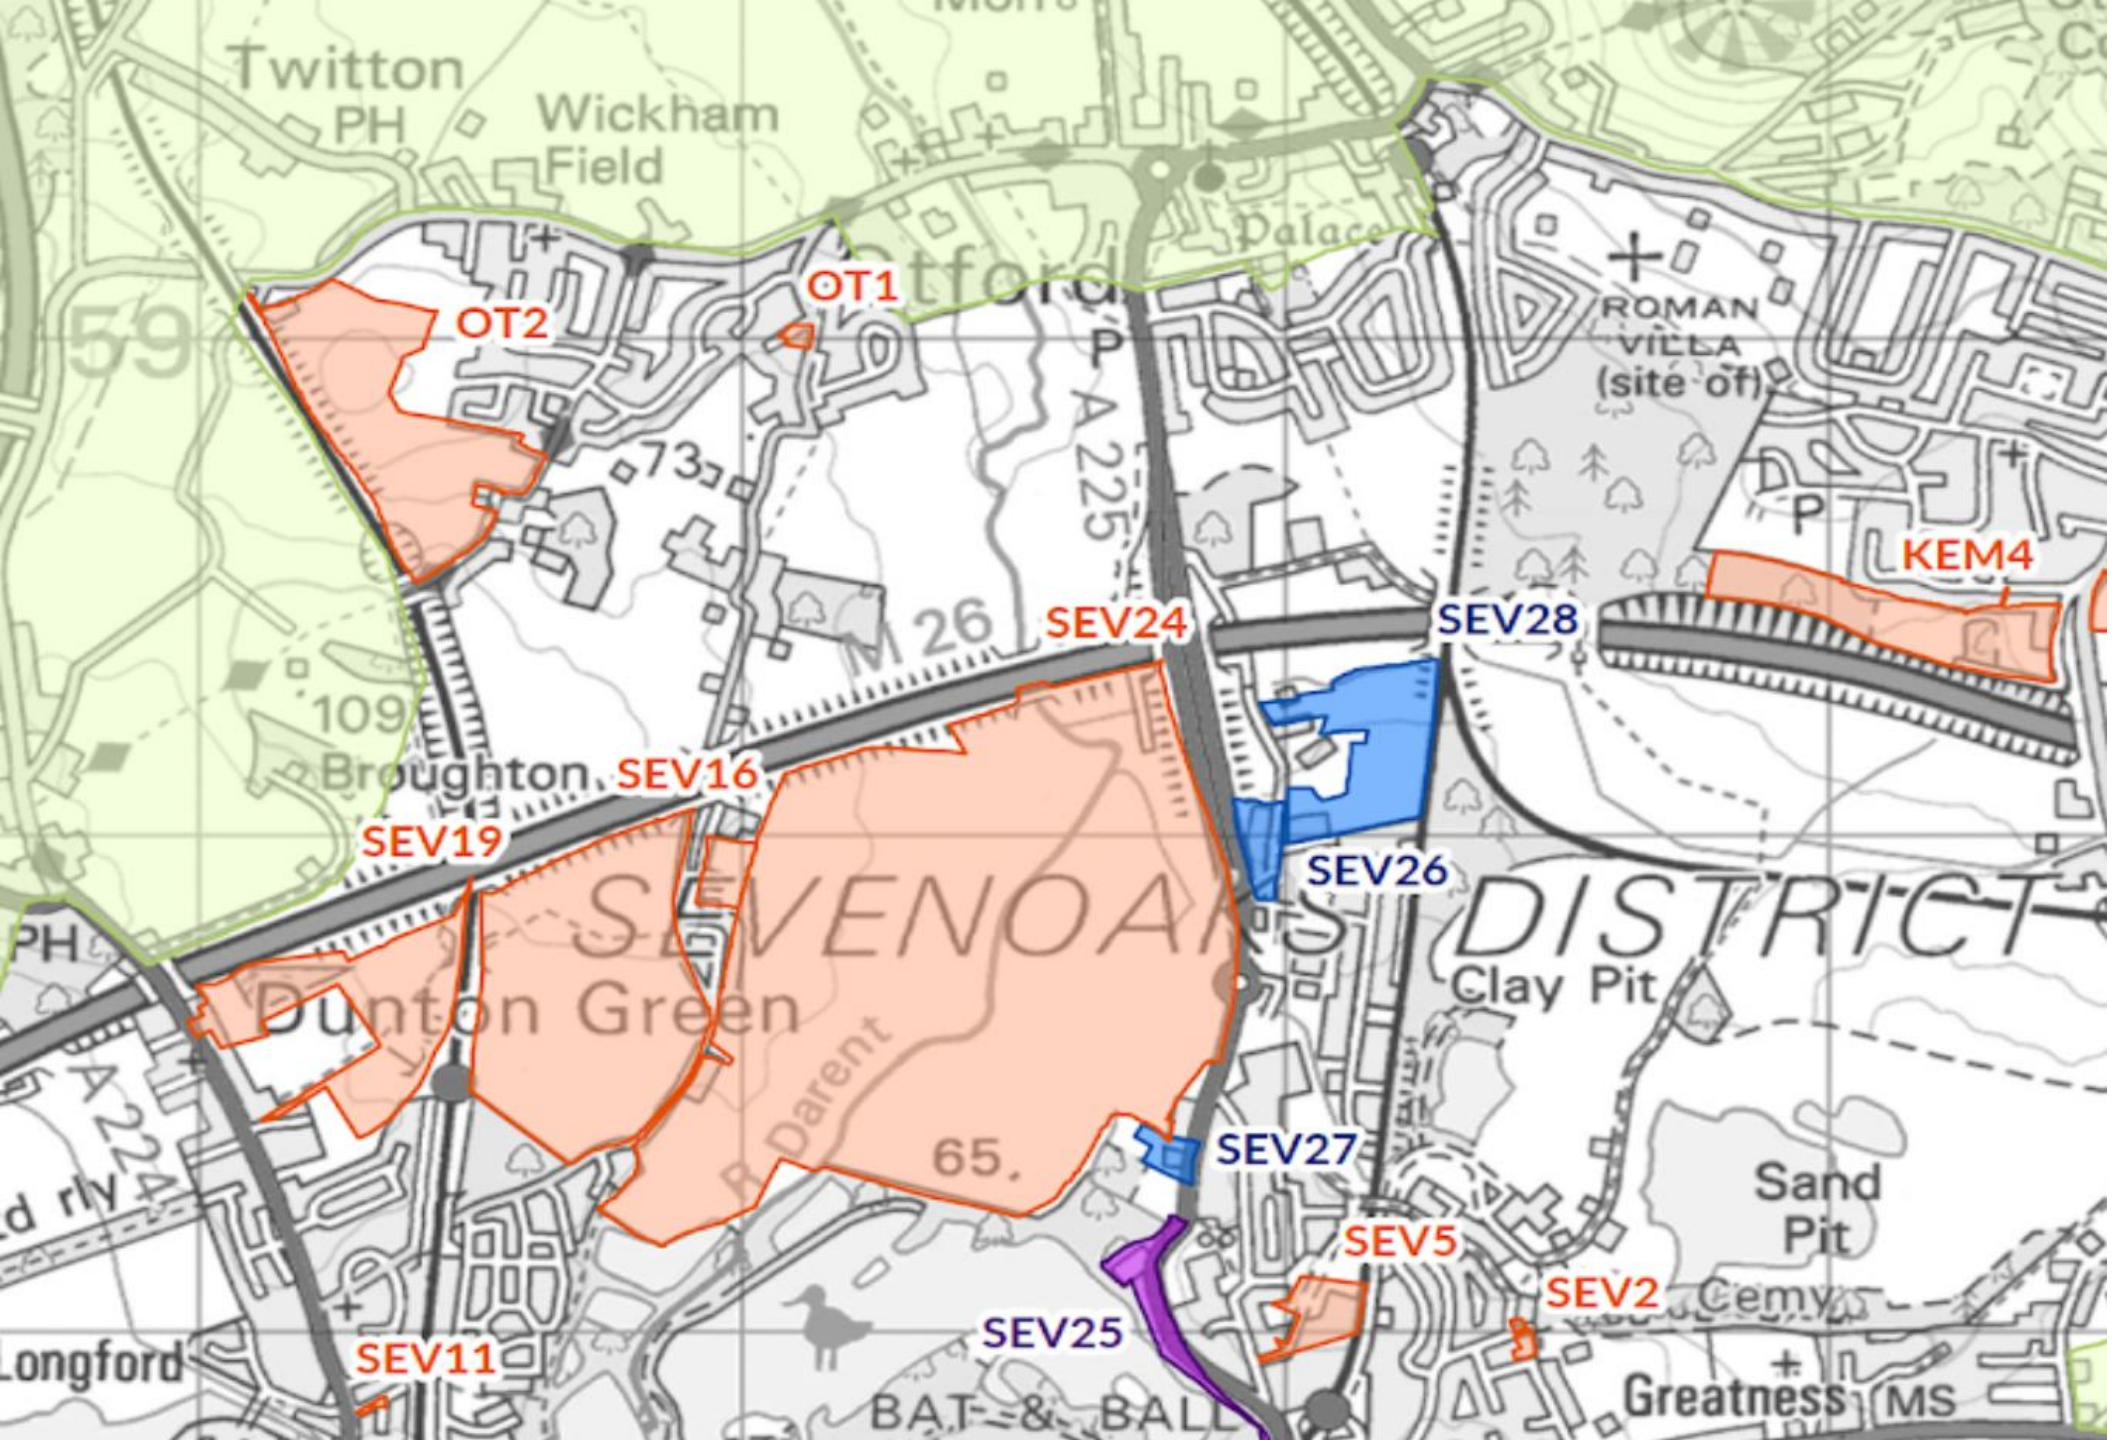 Twitton
PH
Wickham
Field
Palace
OT1
tford
OT2
59
P
ROMAN
VILLA
(site of)
A 225
73
P
KEM4
M 26
SEV24
SEV28
109
Broughton
SEV16
SEV19
SEV26
SEVENOAKS DISTRICT
PH
Clay Pit
Dunton Green
R Darent
A 224
65
SEV27
Sand
Pit
d rly
SEV5
SEV2
Cemy
SEV25
Longford
SEV11
BAT & BALL
Greatness
MS